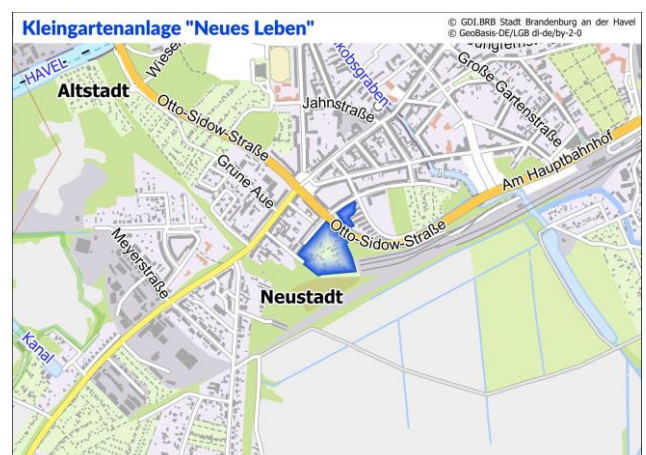 Kleingartenanlage "Neues Leben"
© GDI.BRB Stadt Brandenburg an der Havel
© GeoBasis-DE/LGB dl-de/by-2-0
HAVEL
Altstadt
Otto-Sidow-Straße
Jahnstraße
Große Gartenstraße
Am Hauptbahnhof
Grüne Aue
Otto-Sidow-Straße
Meyerstraße
Neustadt
Kanal